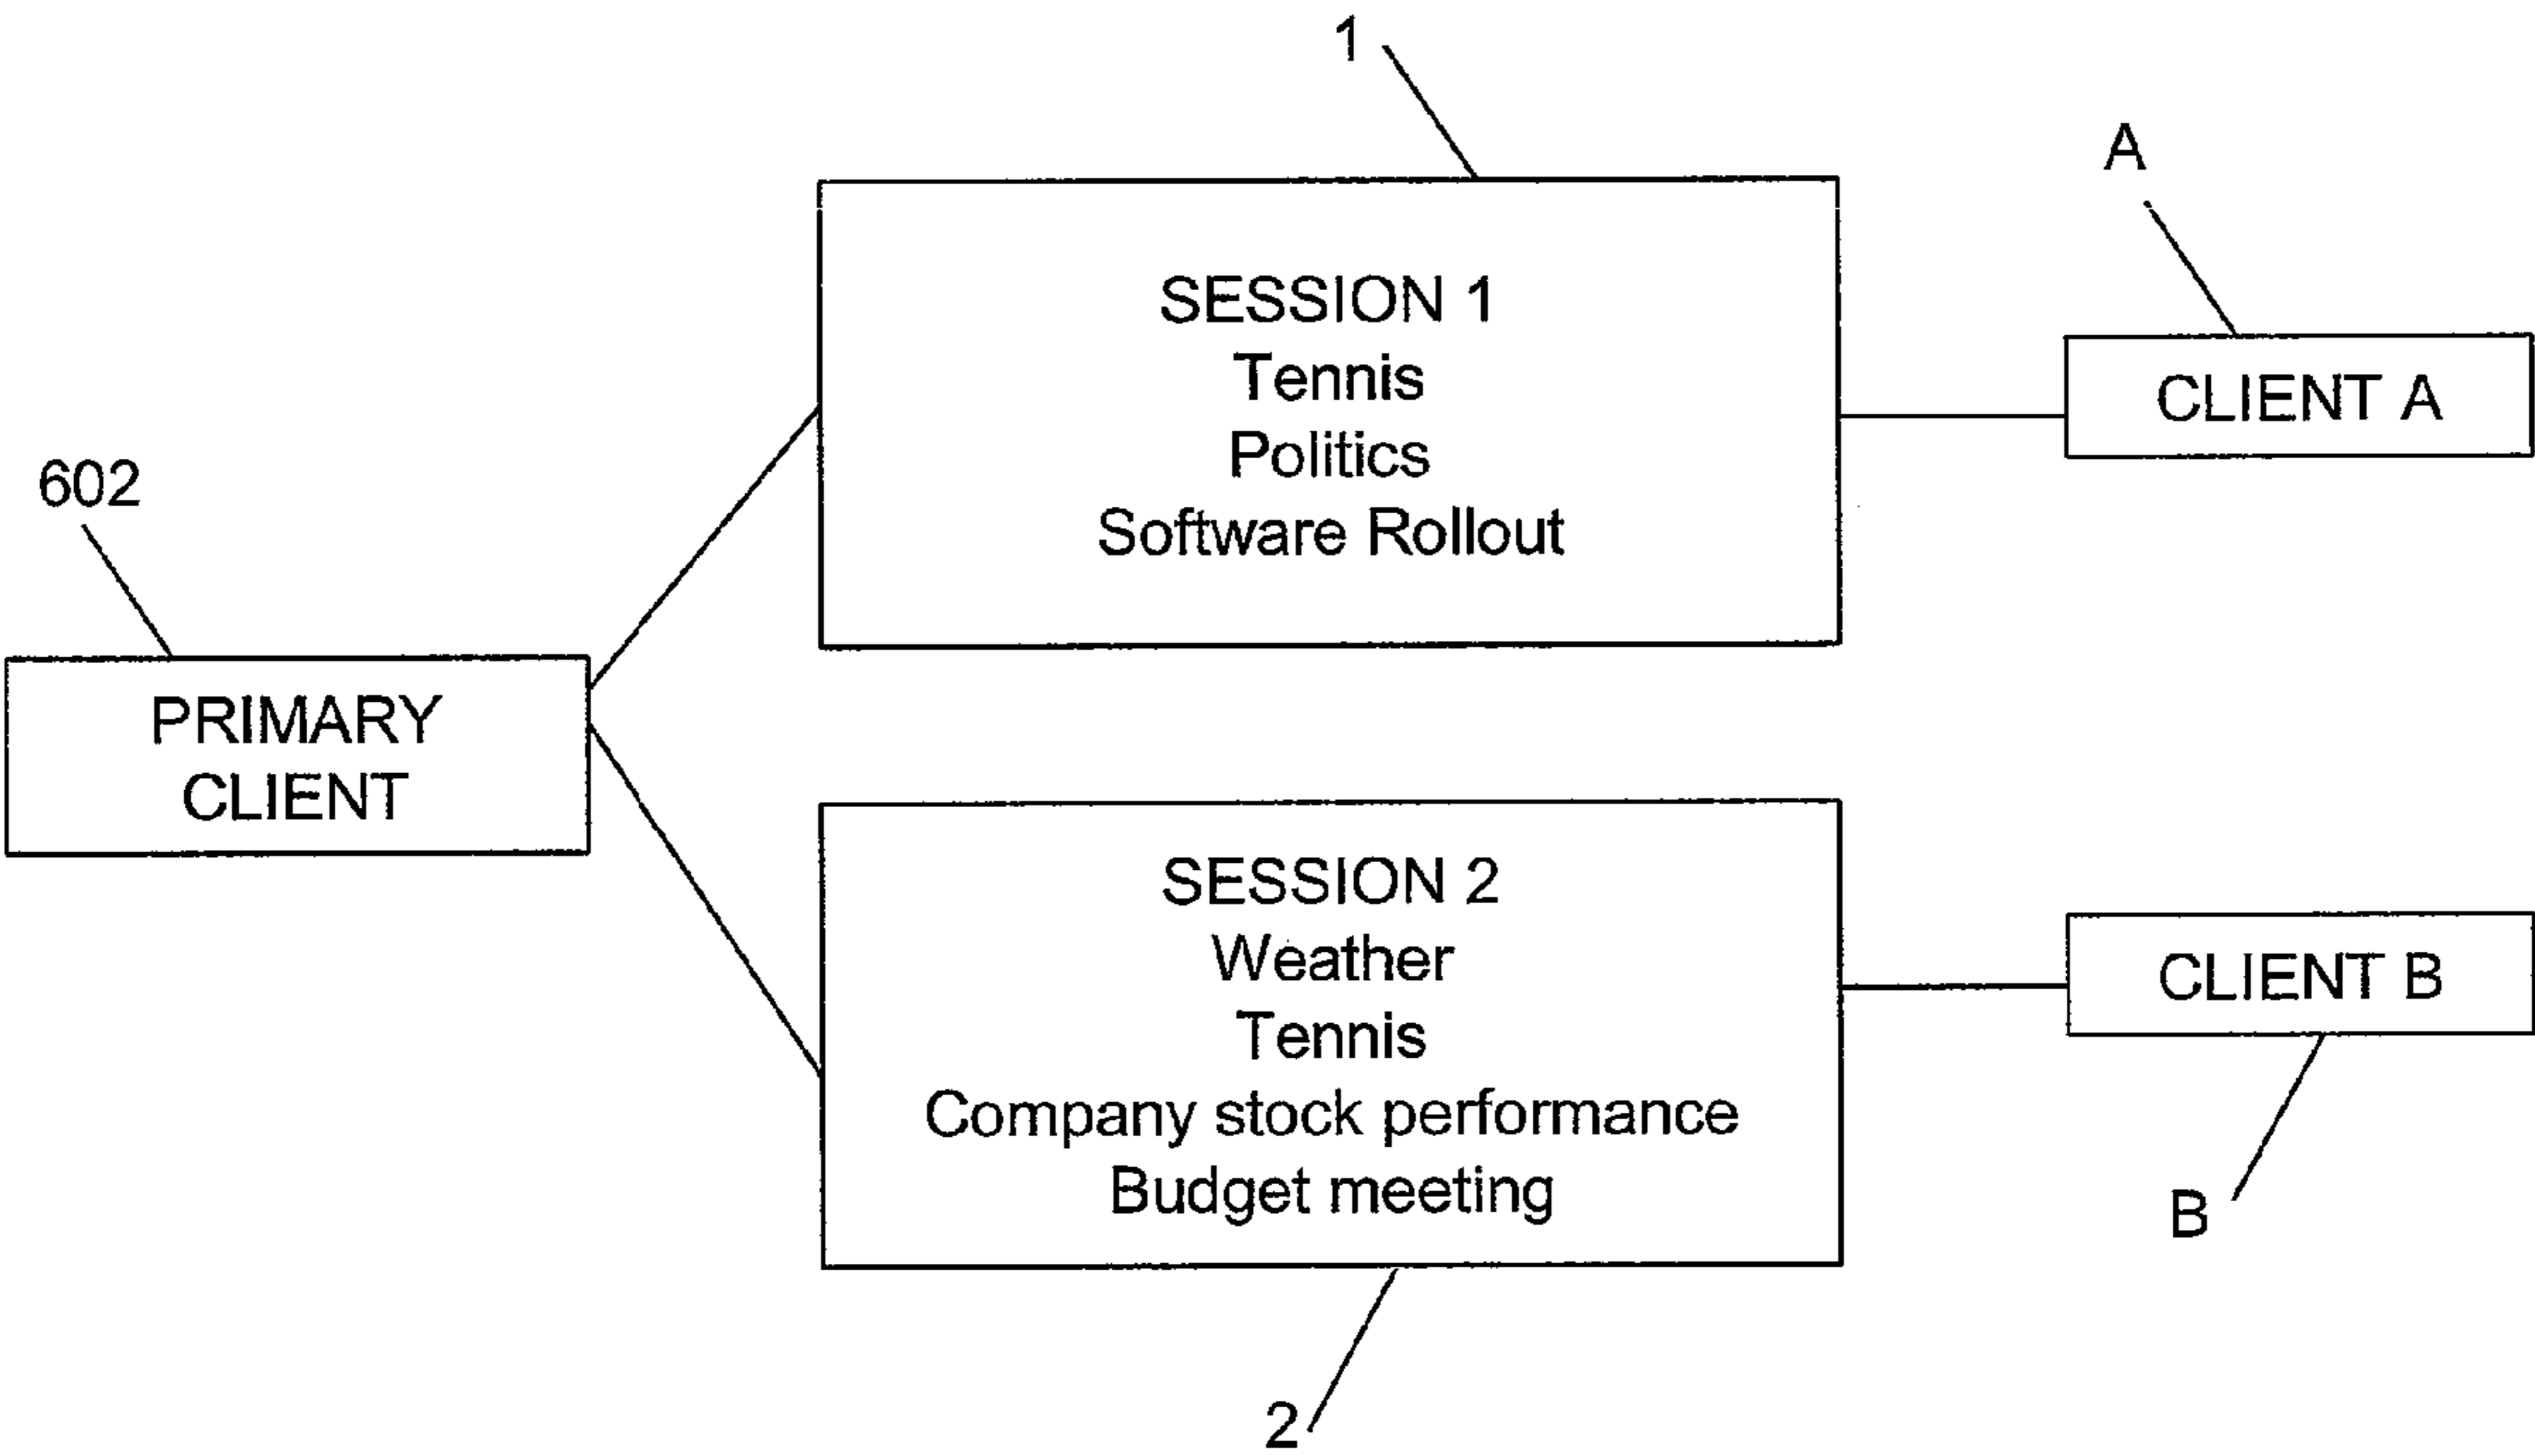 1
A
SESSION 1
Tennis
Politics
Software Rollout
CLIENT A
602
PRIMARY
CLIENT
SESSION 2
Weather
Tennis
Company stock performance
Budget meeting
CLIENT B
B
2